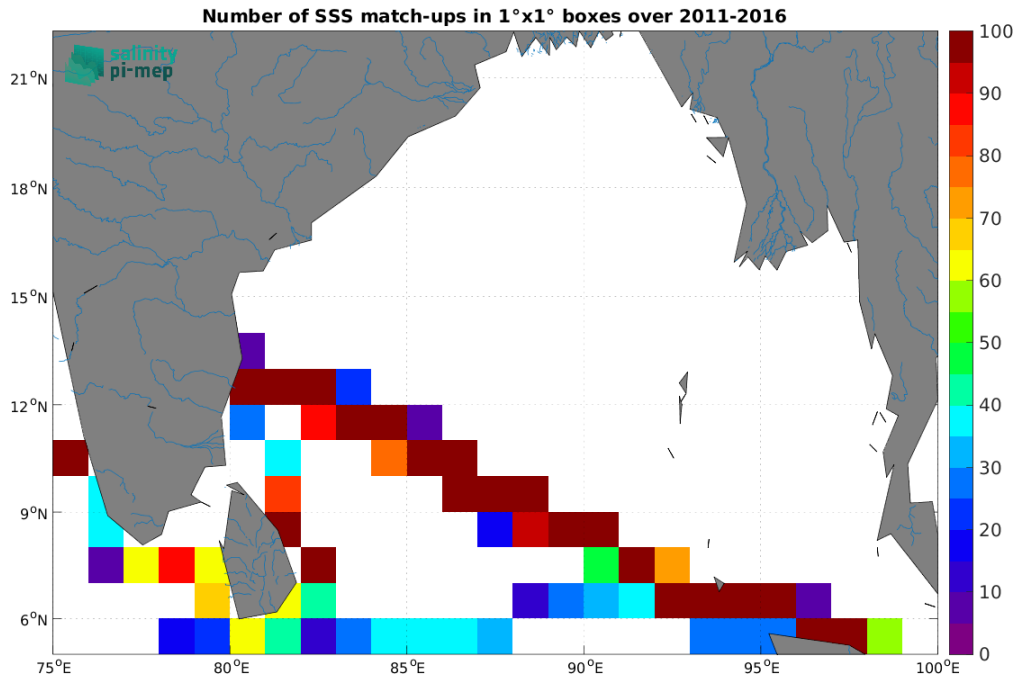 Number of SSS match-ups in 1°x1° boxes over 2011-2016
salinity
pi-mep
21°N
18°N
15°N
12°N
9°N
6°N
75°E
80°E
85°E
90°E
95°E
100°E
100
90
80
70
60
50
40
30
20
10
0